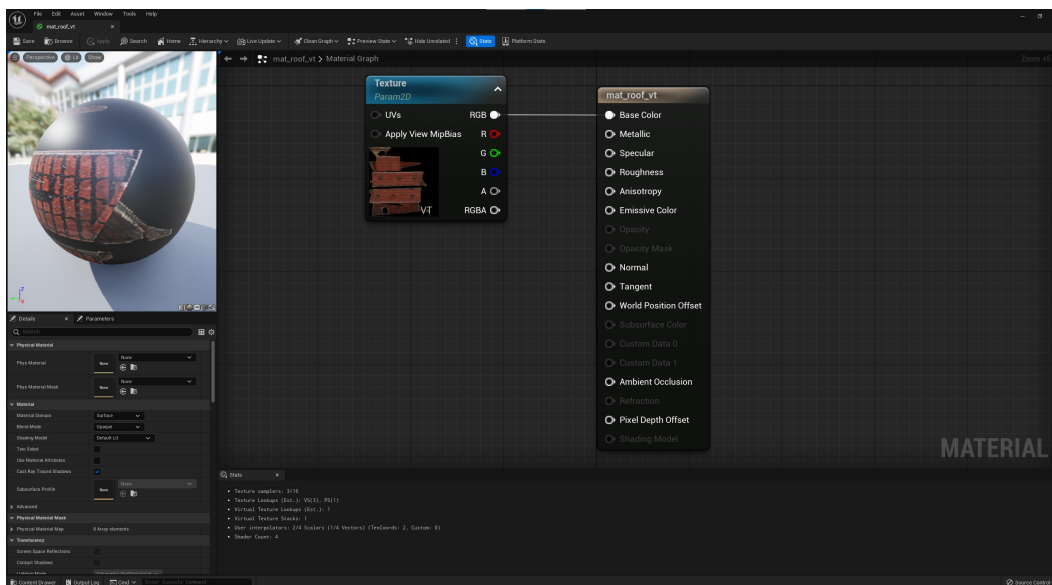 File Edit Asset Window Tools Help
mat_roof_vt ×
Save Browse Apply Search Home Hierarchy Live Update Clean Graph Preview State Hide Unrelated Stats Platform Stats
Perspective Lit Show
mat_roof_vt > Material Graph
Zoom +5
Texture
Param2D
UVs RGB
Apply View MipBias R
G
B
A
VT RGBA
mat_roof_vt
Base Color
Metallic
Specular
Roughness
Anisotropy
Emissive Color
Opacity
Opacity Mask
Normal
Tangent
World Position Offset
Subsurface Color
Custom Data 0
Custom Data 1
Ambient Occlusion
Refraction
Pixel Depth Offset
Shading Model
MATERIAL
Details × Parameters
Search
Physical Material
Phys Material None None
Phys Material Mask None None
Material
Material Domain Surface
Blend Mode Opaque
Shading Model Default Lit
Two Sided
Use Material Attributes
Cast Ray Traced Shadows
Subsurface Profile None None
Advanced
Physical Material Mask
Physical Material Map 8 Array elements
Translucency
Screen Space Reflections
Contact Shadows
Stats ×
Texture samplers: 3/16
Texture Lookups (Est.): VS(3), PS(1)
Virtual Texture Lookups (Est.): 1
Virtual Texture Stacks: 1
User interpolators: 2/4 Scalars (1/4 Vectors) (TexCoords: 2, Custom: 0)
Shader Count: 4
Content Drawer Output Log Cmd Enter Console Command Source Control